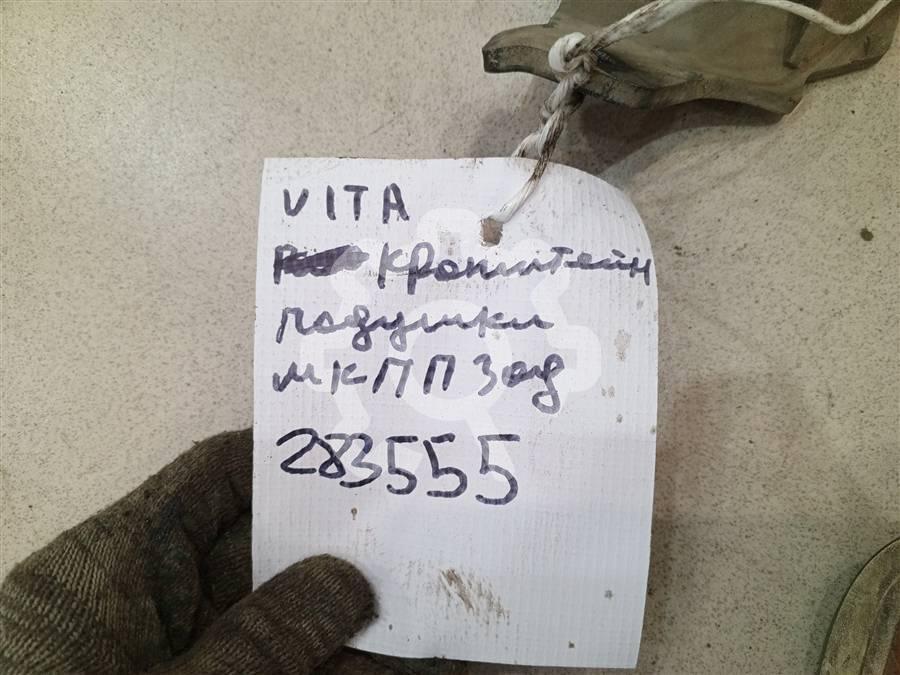 VITA
Кронштейн
подушки
МКПП зад
283555